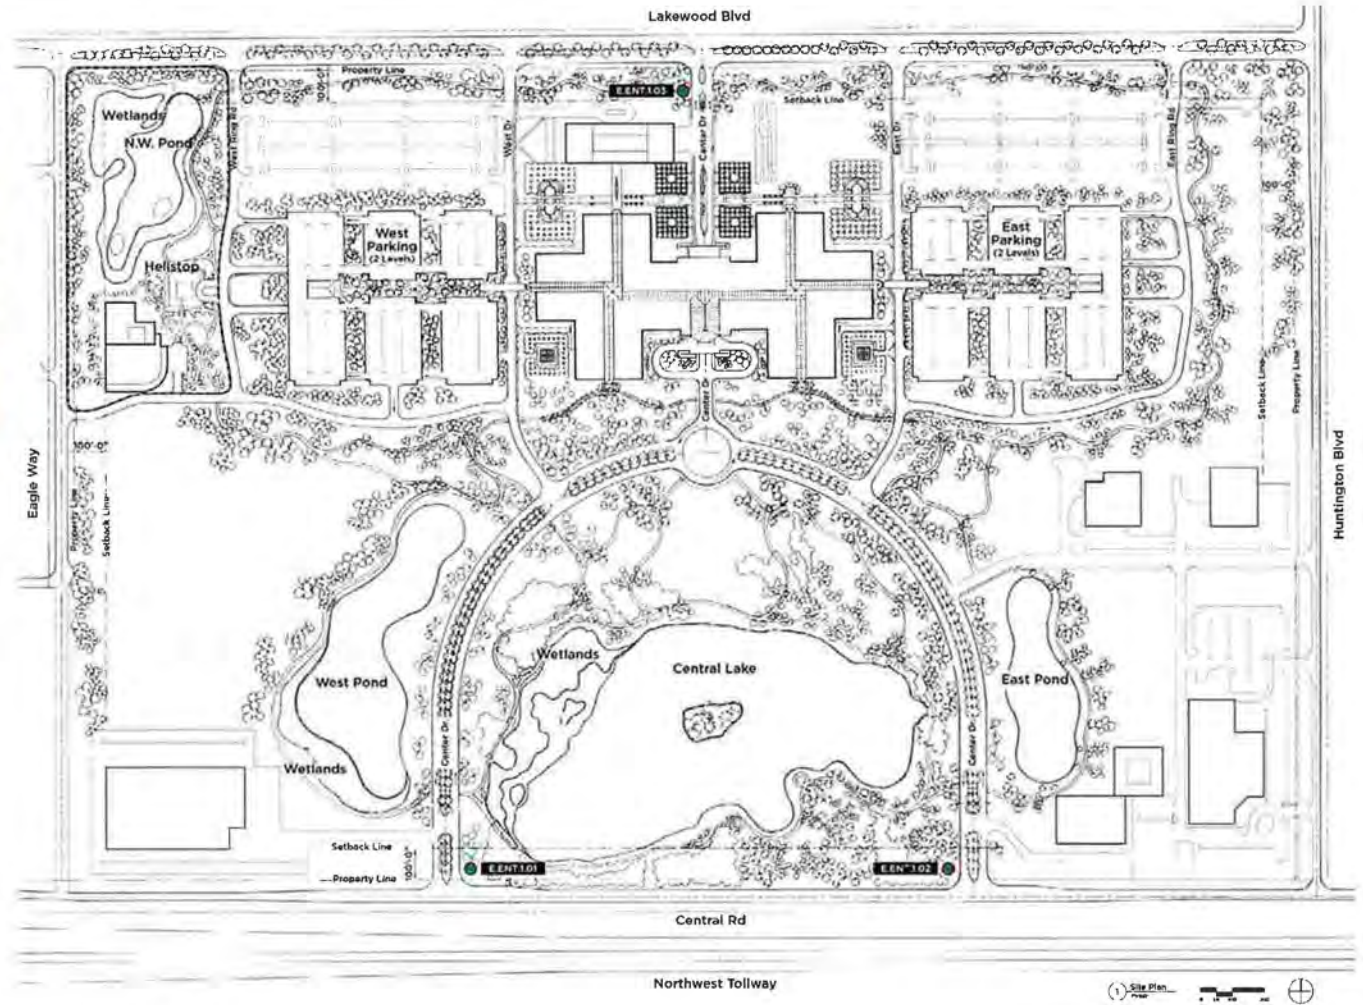 Lakewood Blvd
Property Line
100'-0"
E.ENT.1.03
Setback Line
Wetlands
N.W. Pond
West Ring Rd
West Dr
Center Dr
East Dr
East Ring Rd
West
Parking
(2 Levels)
East
Parking
(2 Levels)
Helistop
Setback Line
Property Line
Center Dr
100'-0"
Eagle Way
Property Line
Setback Line
Huntington Blvd
Wetlands
Central Lake
West Pond
East Pond
Center Dr
Center Dr
Wetlands
Setback Line
100'-0"
Property Line
E.ENT.1.01
E.EN".1.02
Central Rd
Northwest Tollway
1 Site Plan